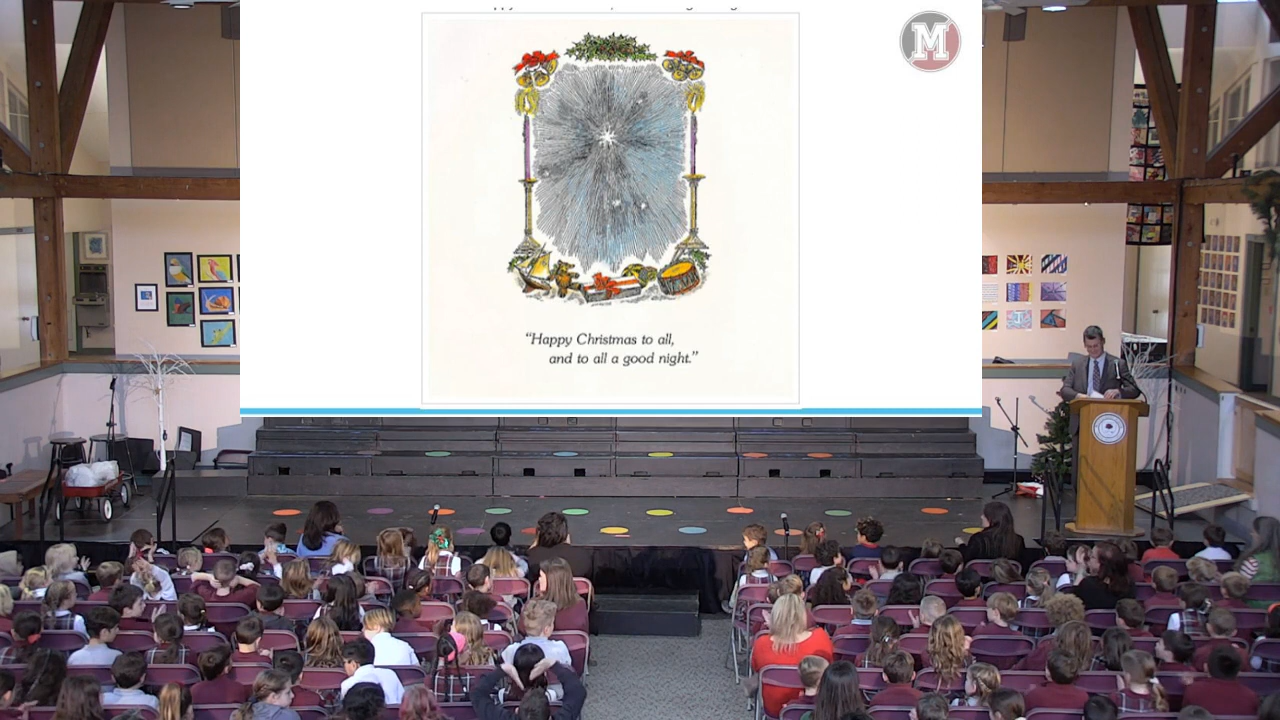 M
“Happy Christmas to all,
and to all a good night.”